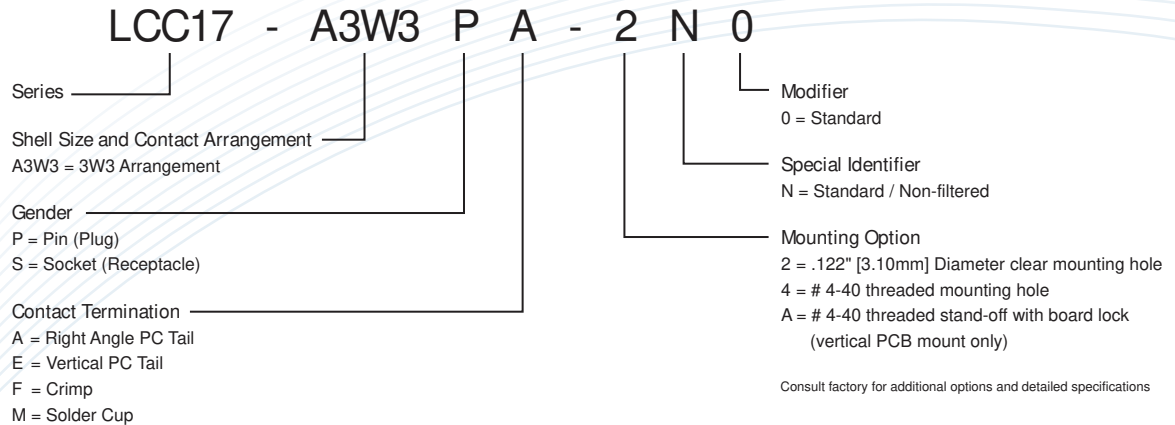 LCC17 - A3W3 P A - 2 N 0
Series
Shell Size and Contact Arrangement
A3W3 = 3W3 Arrangement
Gender
P = Pin (Plug)
S = Socket (Receptacle)
Contact Termination
A = Right Angle PC Tail
E = Vertical PC Tail
F = Crimp
M = Solder Cup
Modifier
0 = Standard
Special Identifier
N = Standard / Non-filtered
Mounting Option
2 = .122" [3.10mm] Diameter clear mounting hole
4 = # 4-40 threaded mounting hole
A = # 4-40 threaded stand-off with board lock
(vertical PCB mount only)
Consult factory for additional options and detailed specifications